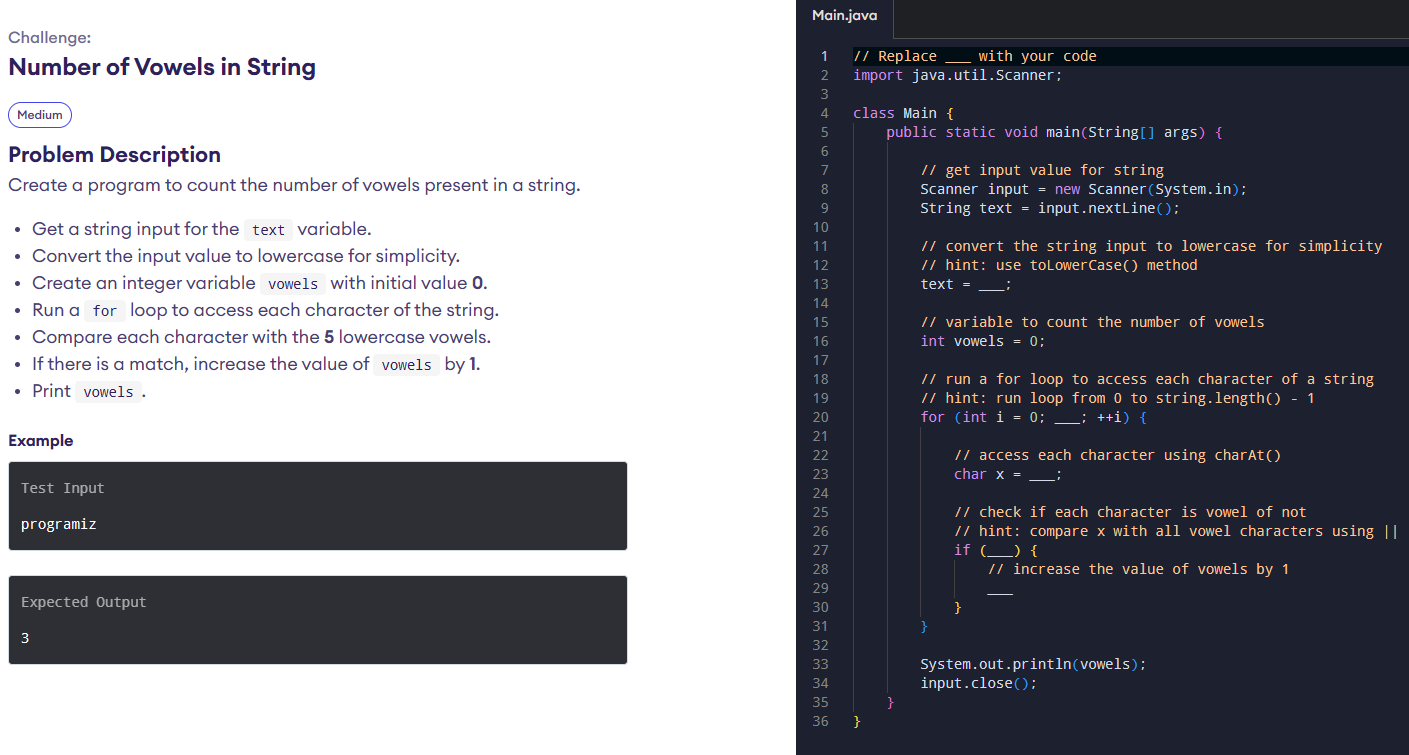 Challenge:
Number of Vowels in String
Medium
Problem Description
Create a program to count the number of vowels present in a string.
• Get a string input for the text variable.
• Convert the input value to lowercase for simplicity.
• Create an integer variable vowels with initial value 0.
• Run a for loop to access each character of the string.
• Compare each character with the 5 lowercase vowels.
• If there is a match, increase the value of vowels by 1.
• Print vowels .
Example
Test Input
programiz
Expected Output
3
Main.java
1 // Replace ___ with your code
2 import java.util.Scanner;
3
4 class Main {
5     public static void main(String[] args) {
6
7         // get input value for string
8         Scanner input = new Scanner(System.in);
9         String text = input.nextLine();
10
11         // convert the string input to lowercase for simplicity
12         // hint: use toLowerCase() method
13         text = ___;
14
15         // variable to count the number of vowels
16         int vowels = 0;
17
18         // run a for loop to access each character of a string
19         // hint: run loop from 0 to string.length() - 1
20         for (int i = 0; ___; ++i) {
21
22             // access each character using charAt()
23             char x = ___;
24
25             // check if each character is vowel of not
26             // hint: compare x with all vowel characters using ||
27             if (___) {
28                 // increase the value of vowels by 1
29                 ___
30             }
31         }
32
33         System.out.println(vowels);
34         input.close();
35     }
36 }